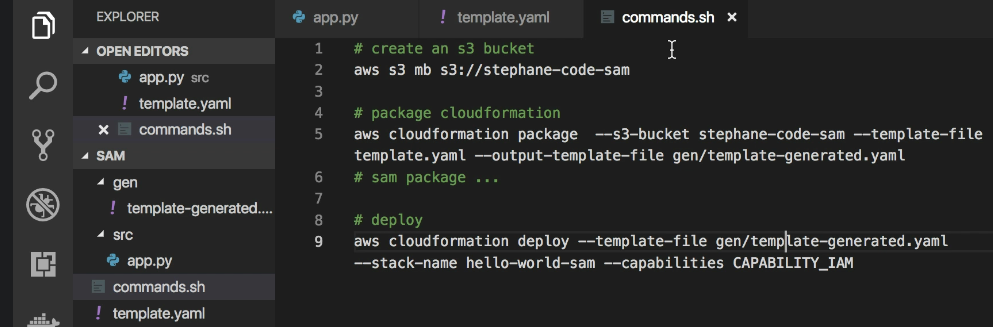 EXPLORER
OPEN EDITORS
app.py src
! template.yaml
× commands.sh
SAM
gen
! template-generated....
src
app.py
commands.sh
! template.yaml
app.py
! template.yaml
commands.sh ×
1 # create an s3 bucket
2 aws s3 mb s3://stephane-code-sam
3
4 # package cloudformation
5 aws cloudformation package  --s3-bucket stephane-code-sam --template-file
template.yaml --output-template-file gen/template-generated.yaml
6 # sam package ...
7
8 # deploy
9 aws cloudformation deploy --template-file gen/template-generated.yaml
--stack-name hello-world-sam --capabilities CAPABILITY_IAM